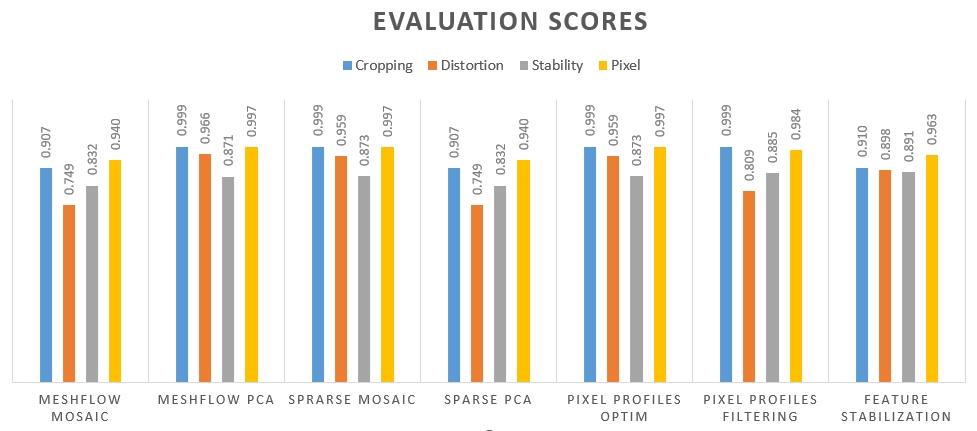 EVALUATION SCORES
Cropping Distortion Stability Pixel
0.907 0.749 0.832 0.940 0.999 0.966 0.871 0.997 0.999 0.959 0.873 0.997 0.907 0.749 0.832 0.940 0.999 0.959 0.873 0.997 0.999 0.809 0.885 0.984 0.910 0.898 0.891 0.963
MESHFLOW MESHFLOW PCA SPRARSE MOSAIC SPARSE PCA PIXEL PROFILES PIXEL PROFILES FEATURE
MOSAIC OPTIM FILTERING STABILIZATION